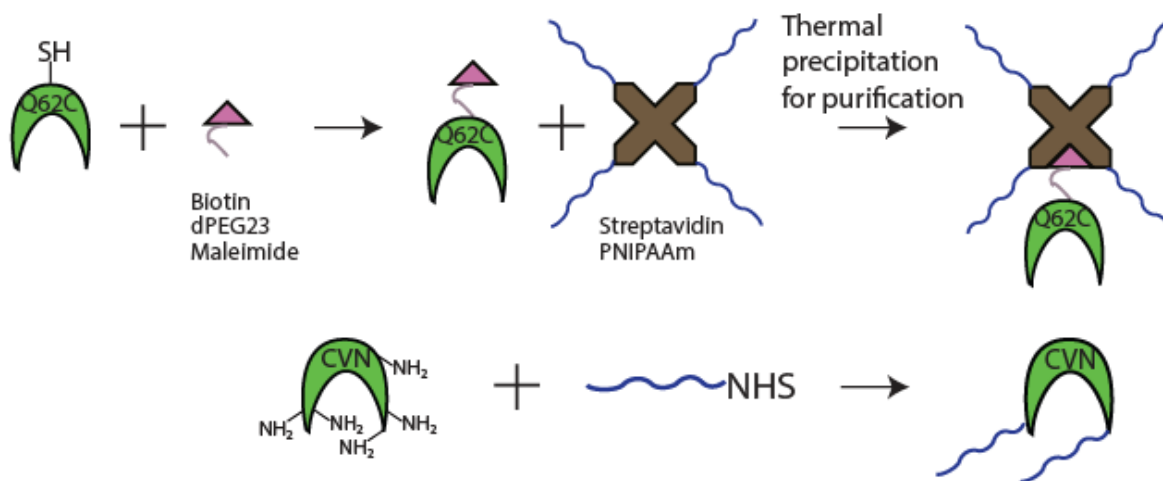 SH
Q62C
+
Biotin
dPEG23
Maleimide
Q62C
+
Streptavidin
PNIPAAm
Thermal
precipitation
for purification
Q62C
CVN
NH2
NH2
NH2
NH2
NH2
+
NHS
CVN